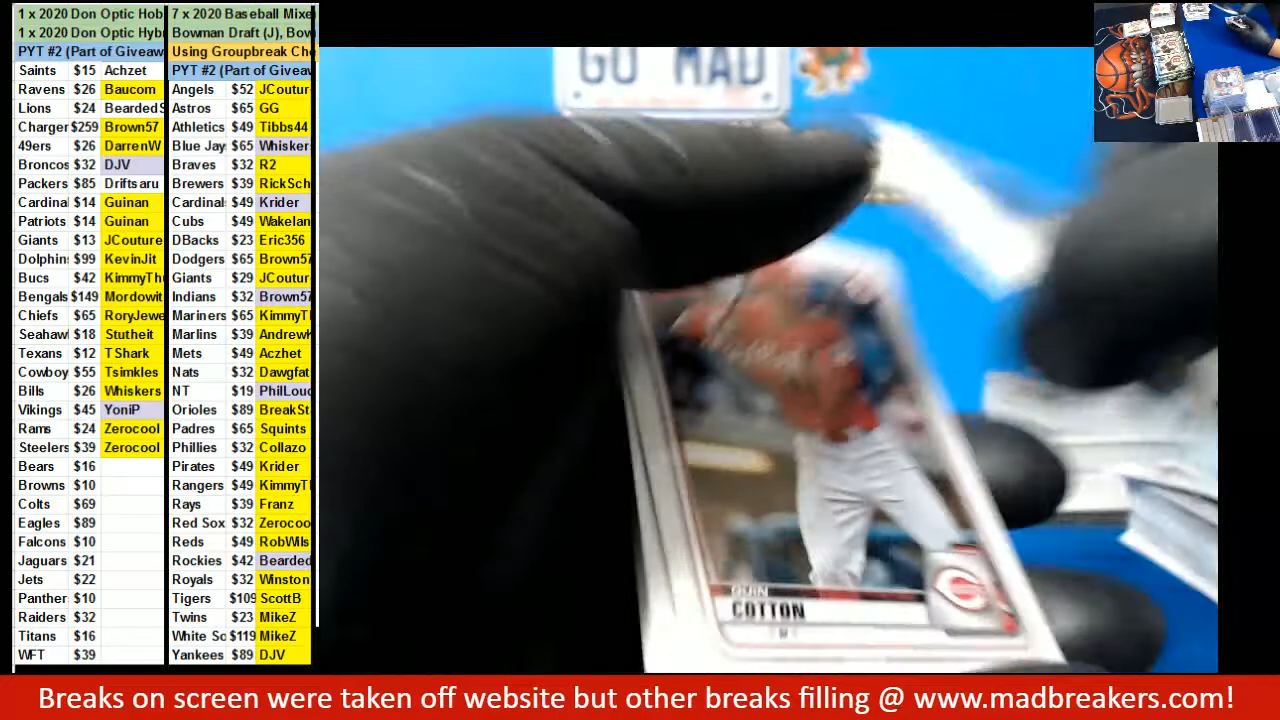 1 x 2020 Don Optic Hob
1 x 2020 Don Optic Hybr
PYT #2 (Part of Giveaw
Saints $15 Achzet
Ravens $26 Baucom
Lions $24 BeardedS
Charger $259 Brown57
49ers $26 DarrenW
Broncos $32 DJV
Packers $85 Driftsaru
Cardinal $14 Guinan
Patriots $14 Guinan
Giants $13 JCouture
Dolphins $99 KevinJit
Bucs $42 KimmyThu
Bengals $149 Mordowit
Chiefs $65 RoryJewe
Seahaw $18 Stutheit
Texans $12 TShark
Cowboy $55 Tsimkles
Bills $26 Whiskers
Vikings $45 YoniP
Rams $24 Zerocool
Steelers $39 Zerocool
Bears $16
Browns $10
Colts $69
Eagles $89
Falcons $10
Jaguars $21
Jets $22
Panther $10
Raiders $32
Titans $16
WFT $39
7 x 2020 Baseball Mixe
Bowman Draft (J), Bow
Using Groupbreak Che
PYT #2 (Part of Giveaw
Angels $52 JCoutur
Astros $65 GG
Athletics $49 Tibbs44
Blue Jay $65 Whisker
Braves $32 R2
Brewers $39 RickSch
Cardinal $49 Krider
Cubs $49 Wakelan
DBacks $23 Eric356
Dodgers $65 Brown57
Giants $29 JCoutur
Indians $32 Brown57
Mariners $65 KimmyT
Marlins $39 AndrewK
Mets $49 Aczhet
Nats $32 Dawgfat
NT $19 PhilLou
Orioles $89 BreakSt
Padres $65 Squints
Phillies $32 Collazo
Pirates $49 Krider
Rangers $49 KimmyT
Rays $39 Franz
Red Sox $32 Zerocoo
Reds $49 RobWils
Rockies $42 Bearded
Royals $32 Winston
Tigers $109 ScottB
Twins $23 MikeZ
White So $119 MikeZ
Yankees $89 DJV
GO MAD
QUIN
COTTON
Breaks on screen were taken off website but other breaks filling @ www.madbreakers.com!